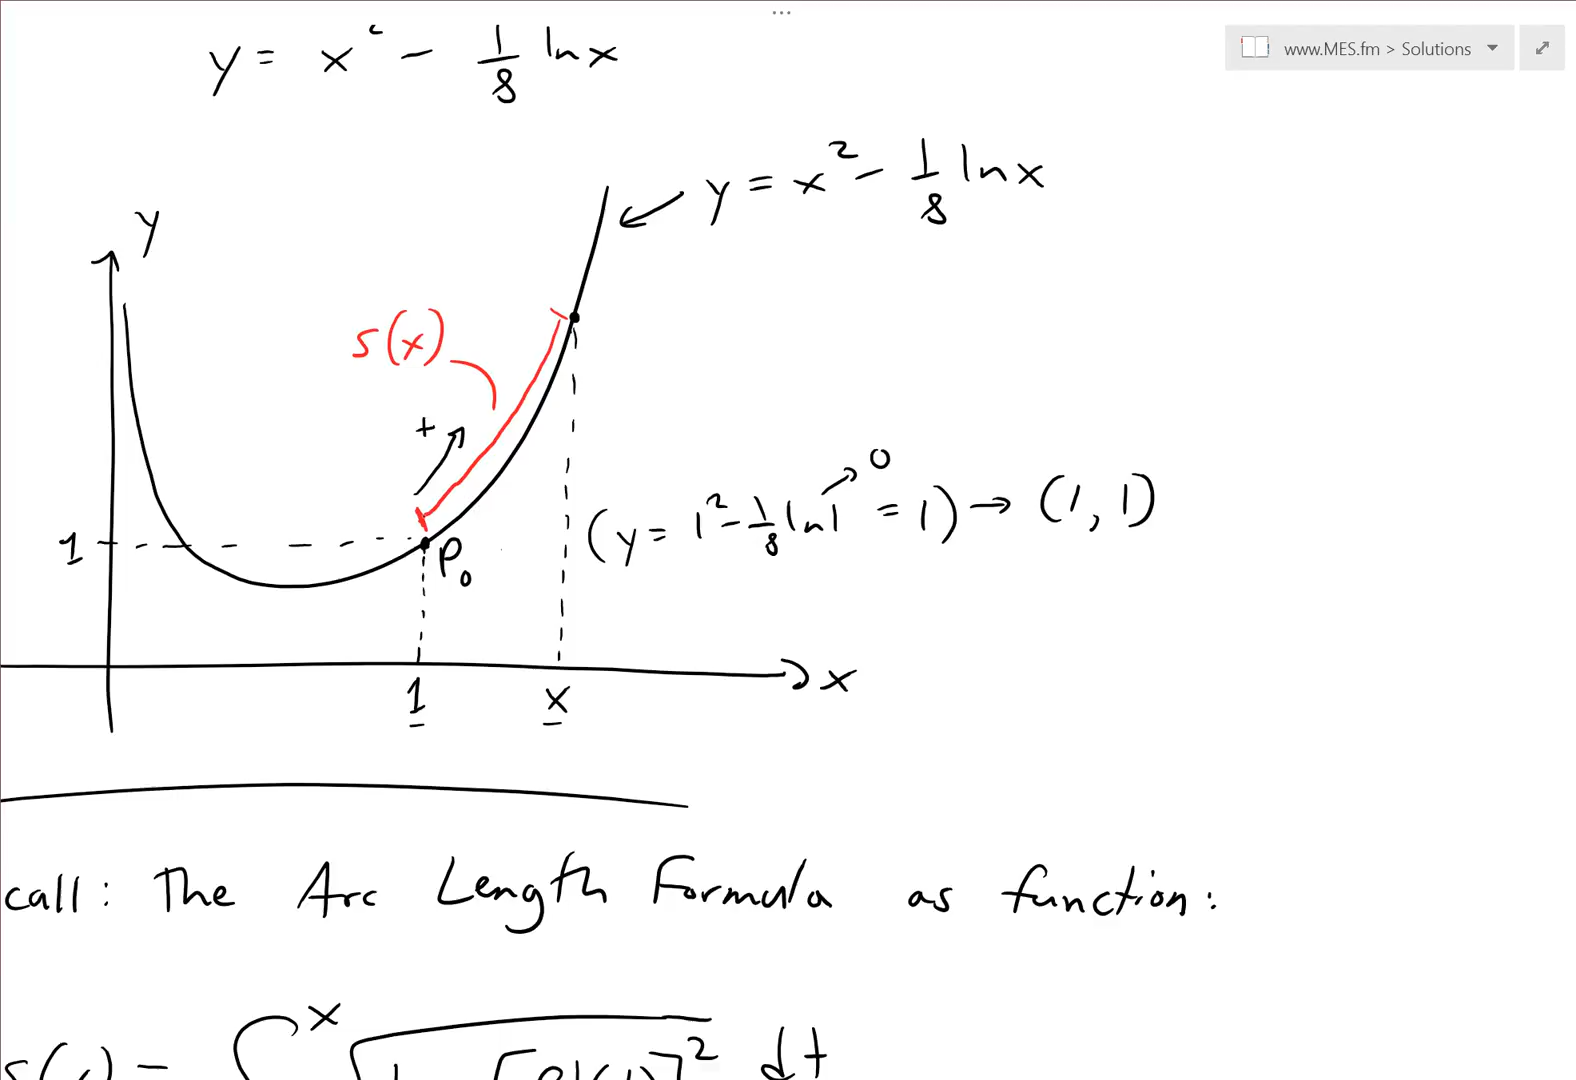 y = x² - 1/8 ln x
www.MES.fm > Solutions
y = x² - 1/8 ln x
y
s(x)
+
(y = 1² - 1/8 ln 1 → 0 = 1) → (1, 1)
1
P₀
x
1
x
call: The Arc Length Formula as function:
x
dt